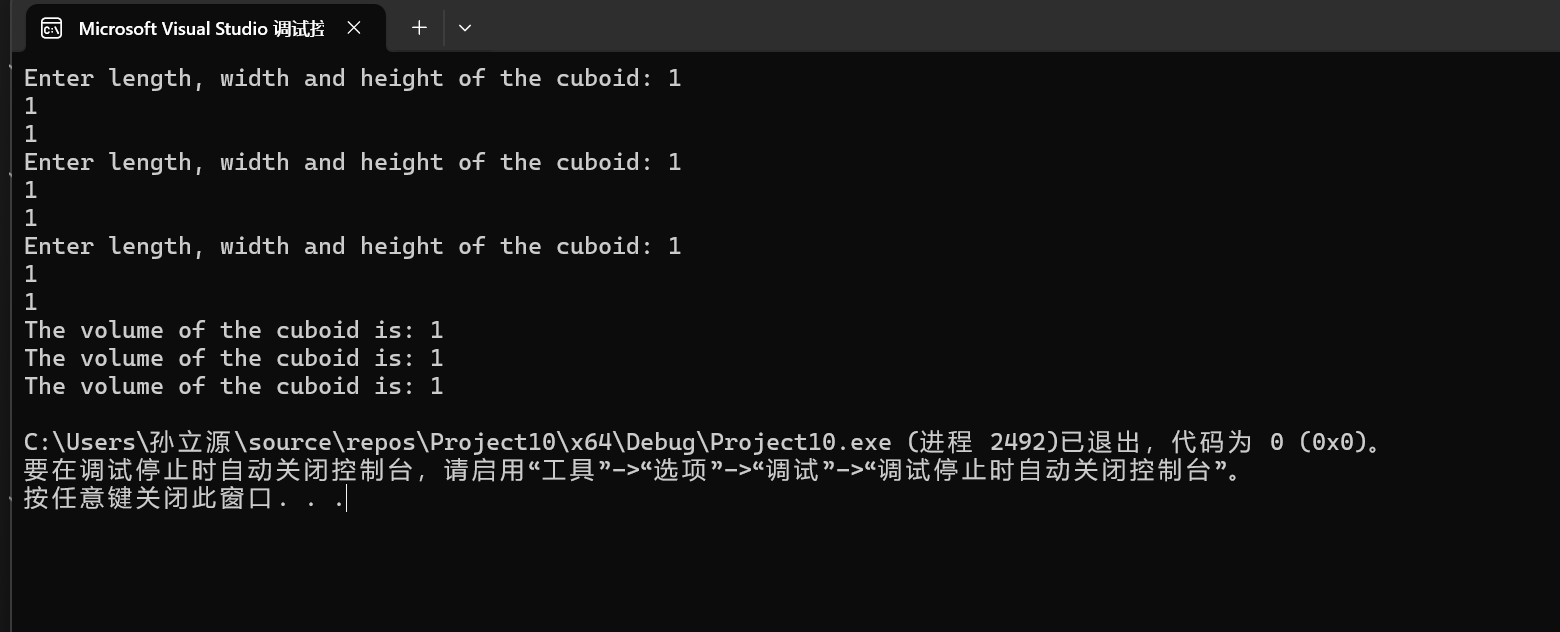 Microsoft Visual Studio 调试控
Enter length, width and height of the cuboid: 1
1
1
Enter length, width and height of the cuboid: 1
1
1
Enter length, width and height of the cuboid: 1
1
1
The volume of the cuboid is: 1
The volume of the cuboid is: 1
The volume of the cuboid is: 1
C:\Users\孙立源\source\repos\Project10\x64\Debug\Project10.exe (进程 2492)已退出，代码为 0 (0x0)。
要在调试停止时自动关闭控制台，请启用“工具”->“选项”->“调试”->“调试停止时自动关闭控制台”。
按任意键关闭此窗口. . .